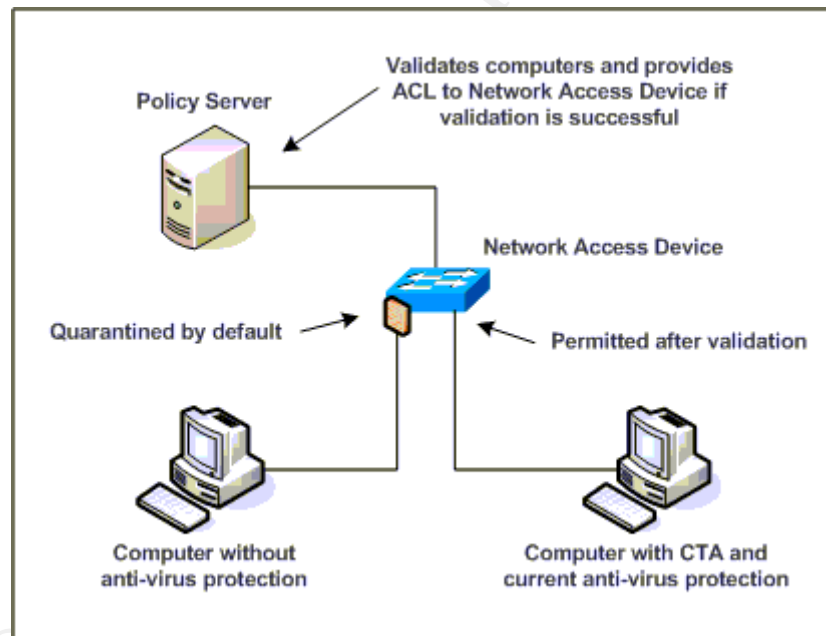 Validates computers and provides
ACL to Network Access Device if
validation is successful
Policy Server
Network Access Device
Quarantined by default
Permitted after validation
Computer without
anti-virus protection
Computer with CTA and
current anti-virus protection